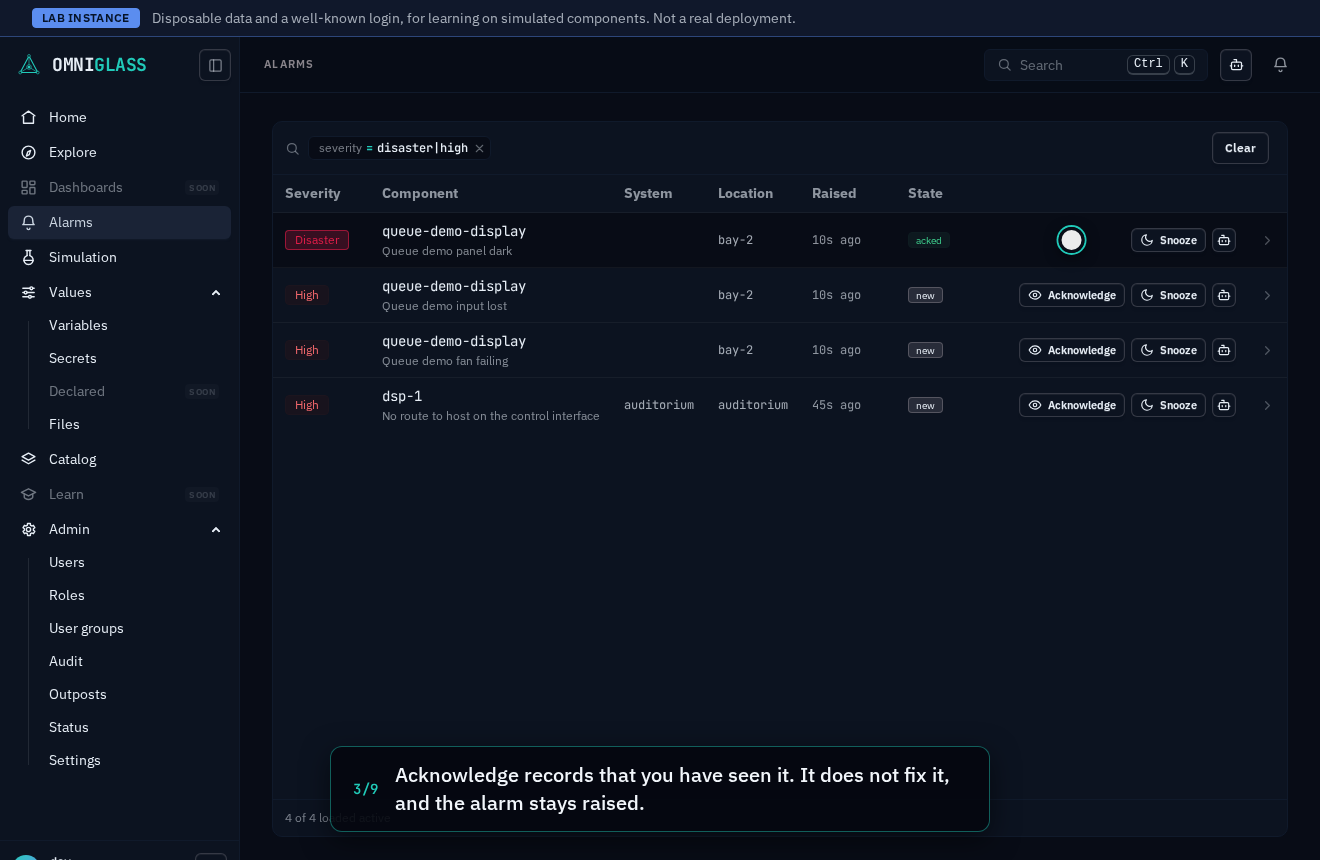 LAB INSTANCE Disposable data and a well-known login, for learning on simulated components. Not a real deployment.
OMNIGLASS
ALARMS
Search Ctrl K
Home
Explore
Dashboards SOON
Alarms
Simulation
Values
Variables
Secrets
Declared SOON
Files
Catalog
Learn SOON
Admin
Users
Roles
User groups
Audit
Outposts
Status
Settings
severity = disaster|high
Clear
Severity Component System Location Raised State
Disaster queue-demo-display bay-2 10s ago acked Snooze
Queue demo panel dark
High queue-demo-display bay-2 10s ago new Acknowledge Snooze
Queue demo input lost
High queue-demo-display bay-2 10s ago new Acknowledge Snooze
Queue demo fan failing
High dsp-1 auditorium auditorium 45s ago new Acknowledge Snooze
No route to host on the control interface
3/9 Acknowledge records that you have seen it. It does not fix it,
and the alarm stays raised.
4 of 4 loaded active